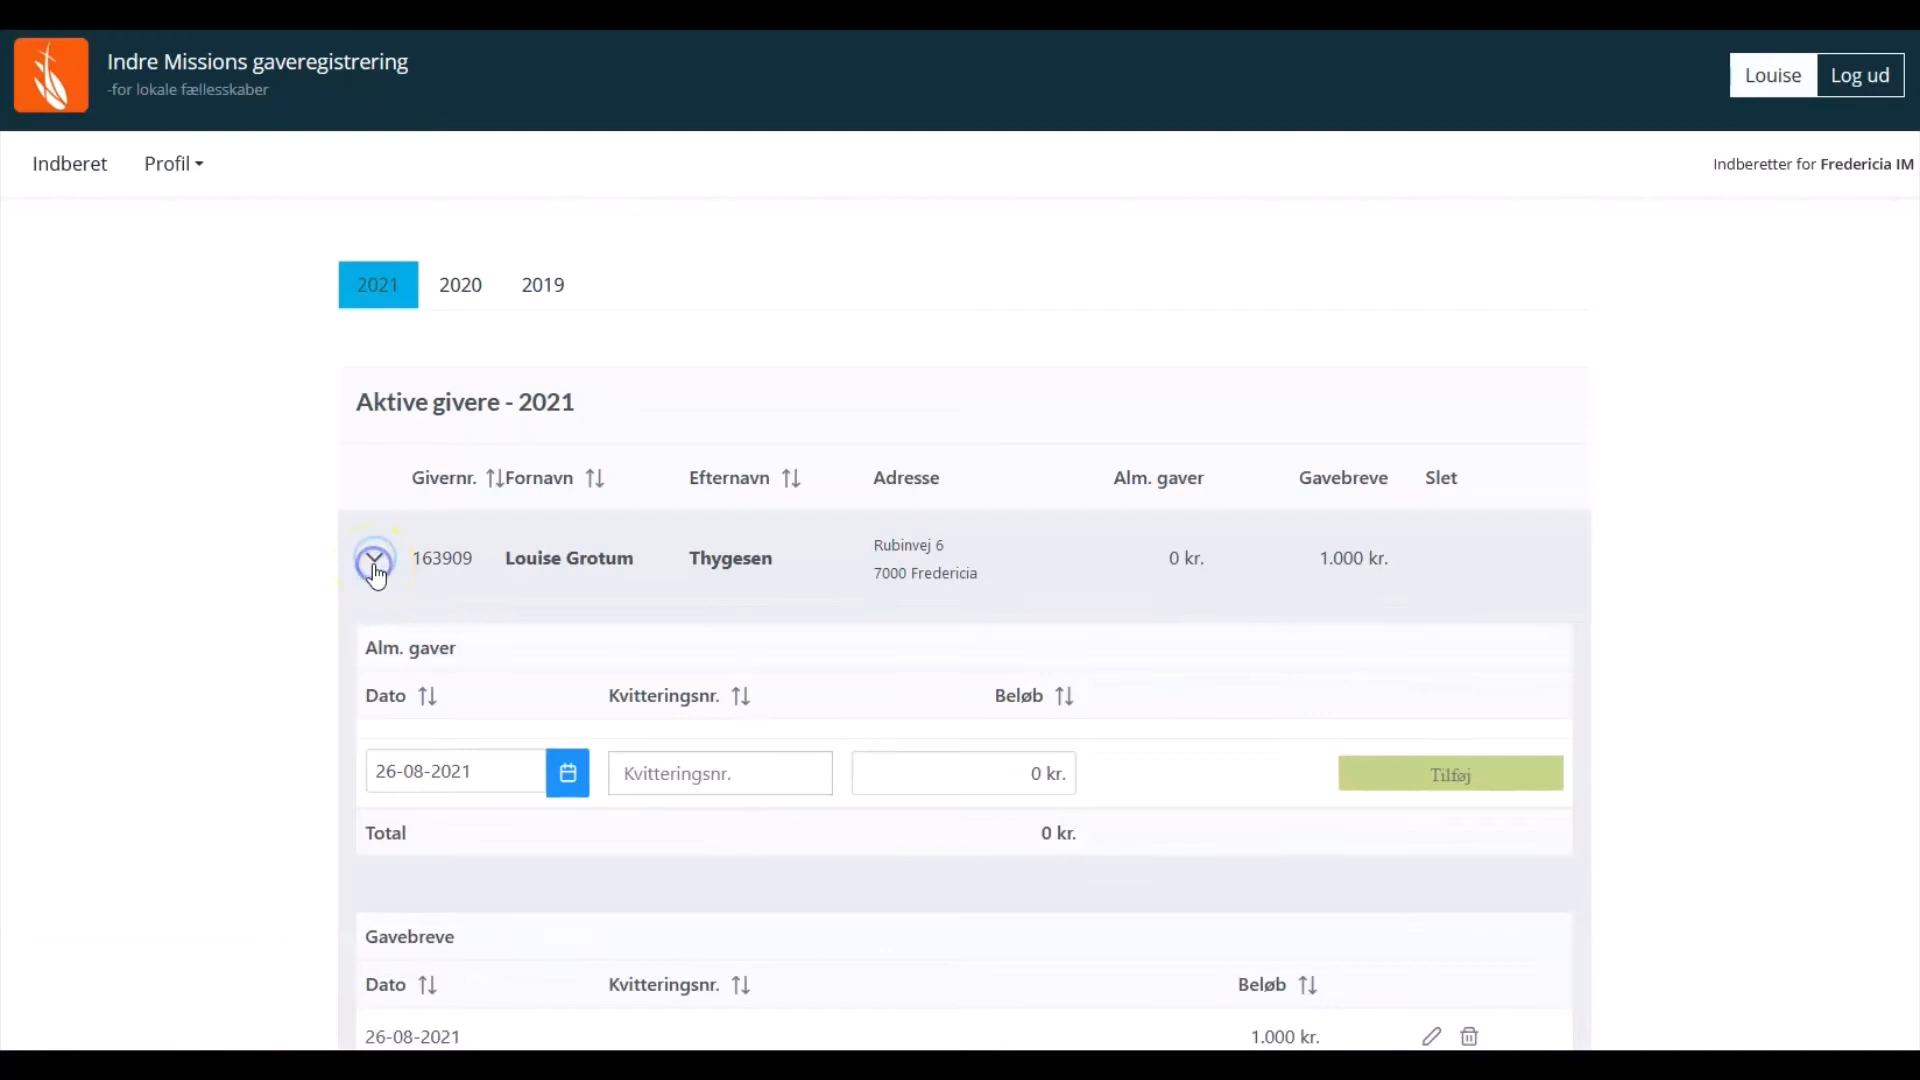 Indre Missions gaveregistrering
-for lokale fællesskaber
Louise Log ud
Indberet Profil Indberetter for Fredericia IM
2021 2020 2019
Aktive givere - 2021
Givernr. Fornavn Efternavn Adresse Alm. gaver Gavebreve Slet
163909 Louise Grotum Thygesen Rubinvej 6 0 kr. 1.000 kr.
7000 Fredericia
Alm. gaver
Dato Kvitteringsnr. Beløb
26-08-2021 Kvitteringsnr. 0 kr. Tilføj
Total 0 kr.
Gavebreve
Dato Kvitteringsnr. Beløb
26-08-2021 1.000 kr.